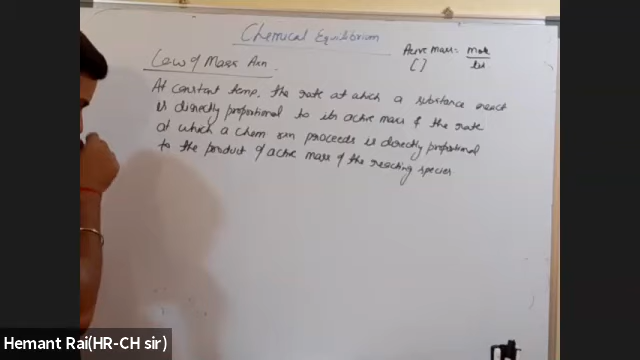 Chemical Equilibrium
Active mass: mole
[ ] lit
Law of Mass Axn
At constant temp. the rate at which a substance react
is directly proportional to its active mass & the rate
at which a chem rxn proceeds is directly proportional
to the product of active mass of the reacting species
Hemant Rai(HR-CH sir)